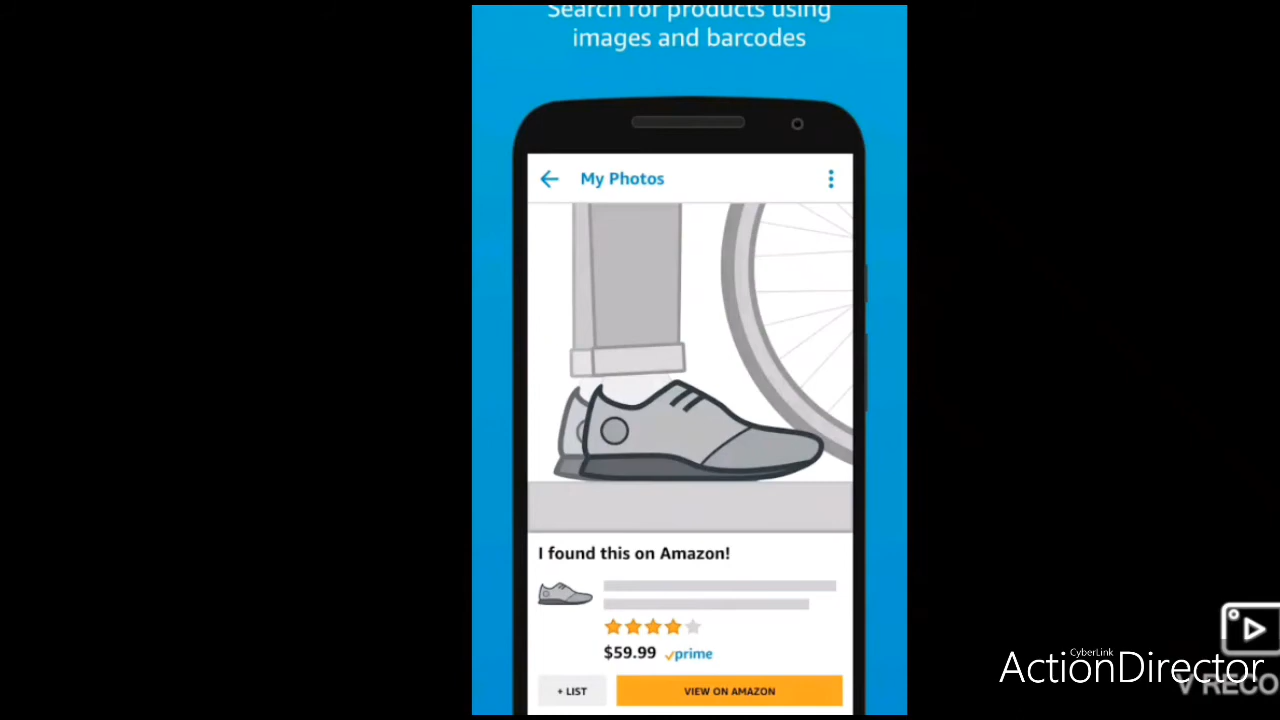 Search for products using
images and barcodes
My Photos
I found this on Amazon!
$59.99 prime
+ LIST
VIEW ON AMAZON
CyberLink
ActionDirector
V RECO